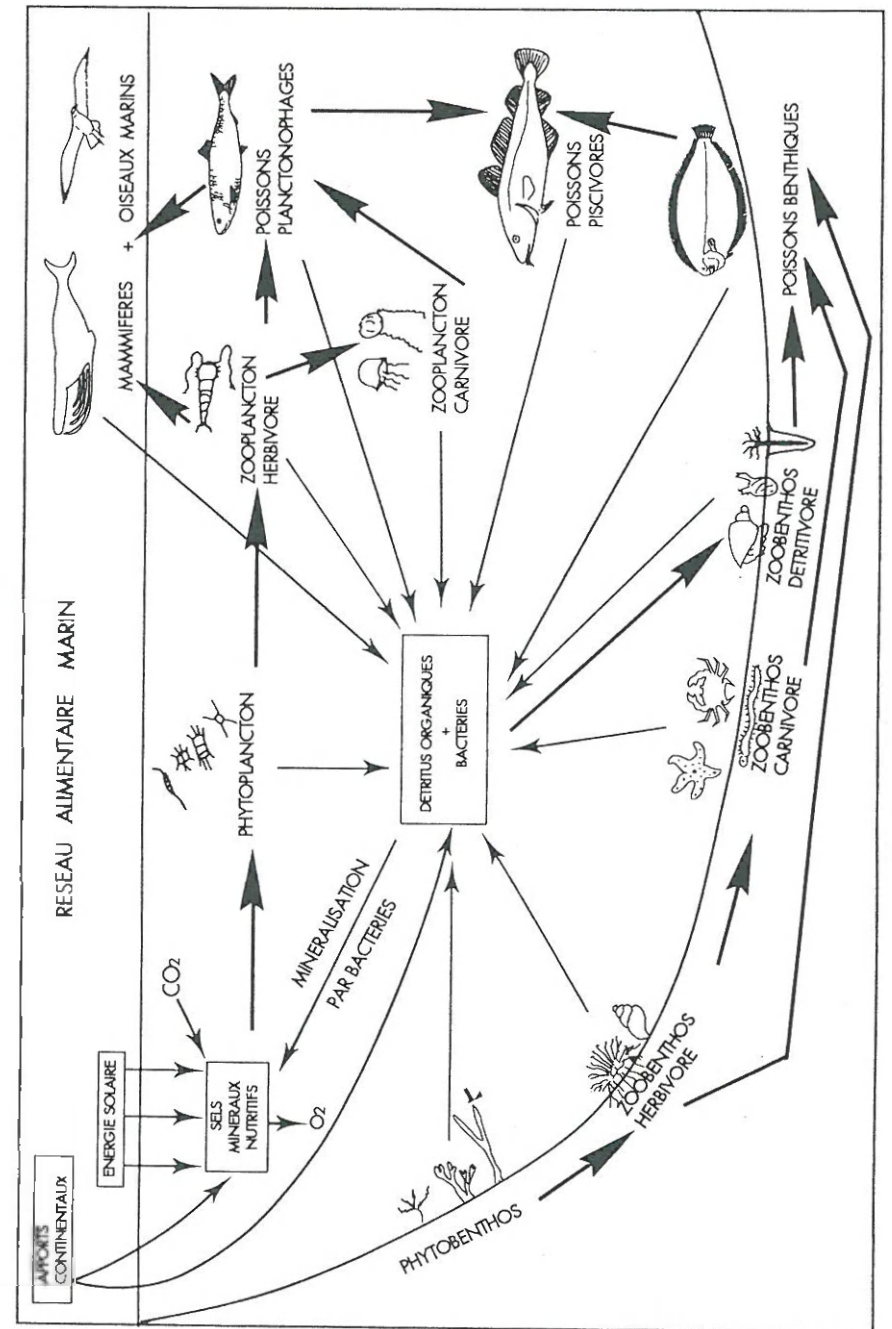 RESEAU ALIMENTAIRE MARIN
APPORTS
CONTINENTAUX
ENERGIE SOLAIRE
CO2
SELS
MINERAUX
NUTRITIFS
O2
MINERALISATION
PAR BACTERIES
PHYTOPLANCTON
ZOOPLANCTON
HERBIVORE
MAMMIFERES + OISEAUX MARINS
POISSONS
PLANCTONOPHAGES
ZOOPLANCTON
CARNIVORE
POISSONS
PISCIVORES
DETRITUS ORGANIQUES
+
BACTERIES
PHYTOBENTHOS
ZOOBENTHOS
HERBIVORE
ZOOBENTHOS
CARNIVORE
ZOOBENTHOS
DETRITIVORE
POISSONS BENTHIQUES